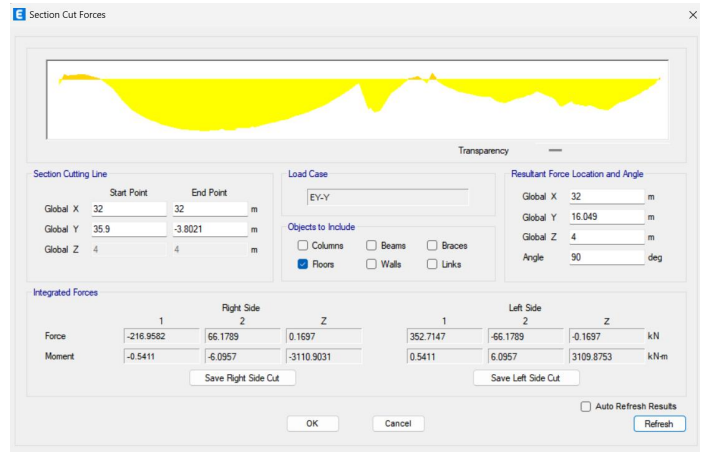 E Section Cut Forces
Transparency
Section Cutting Line
Start Point End Point
Global X 32 32 m
Global Y 35.9 -3.8021 m
Global Z 4 4 m
Load Case
EY-Y
Objects to Include
Columns Beams Braces
Floors Walls Links
Resultant Force Location and Angle
Global X 32 m
Global Y 16.049 m
Global Z 4 m
Angle 90 deg
Integrated Forces
Right Side Left Side
1 2 Z 1 2 Z
Force -216.9582 66.1789 0.1697 352.7147 -66.1789 -0.1697 kN
Moment -0.5411 -6.0957 -3110.9031 0.5411 6.0957 3109.8753 kN-m
Save Right Side Cut Save Left Side Cut
Auto Refresh Results
OK Cancel Refresh